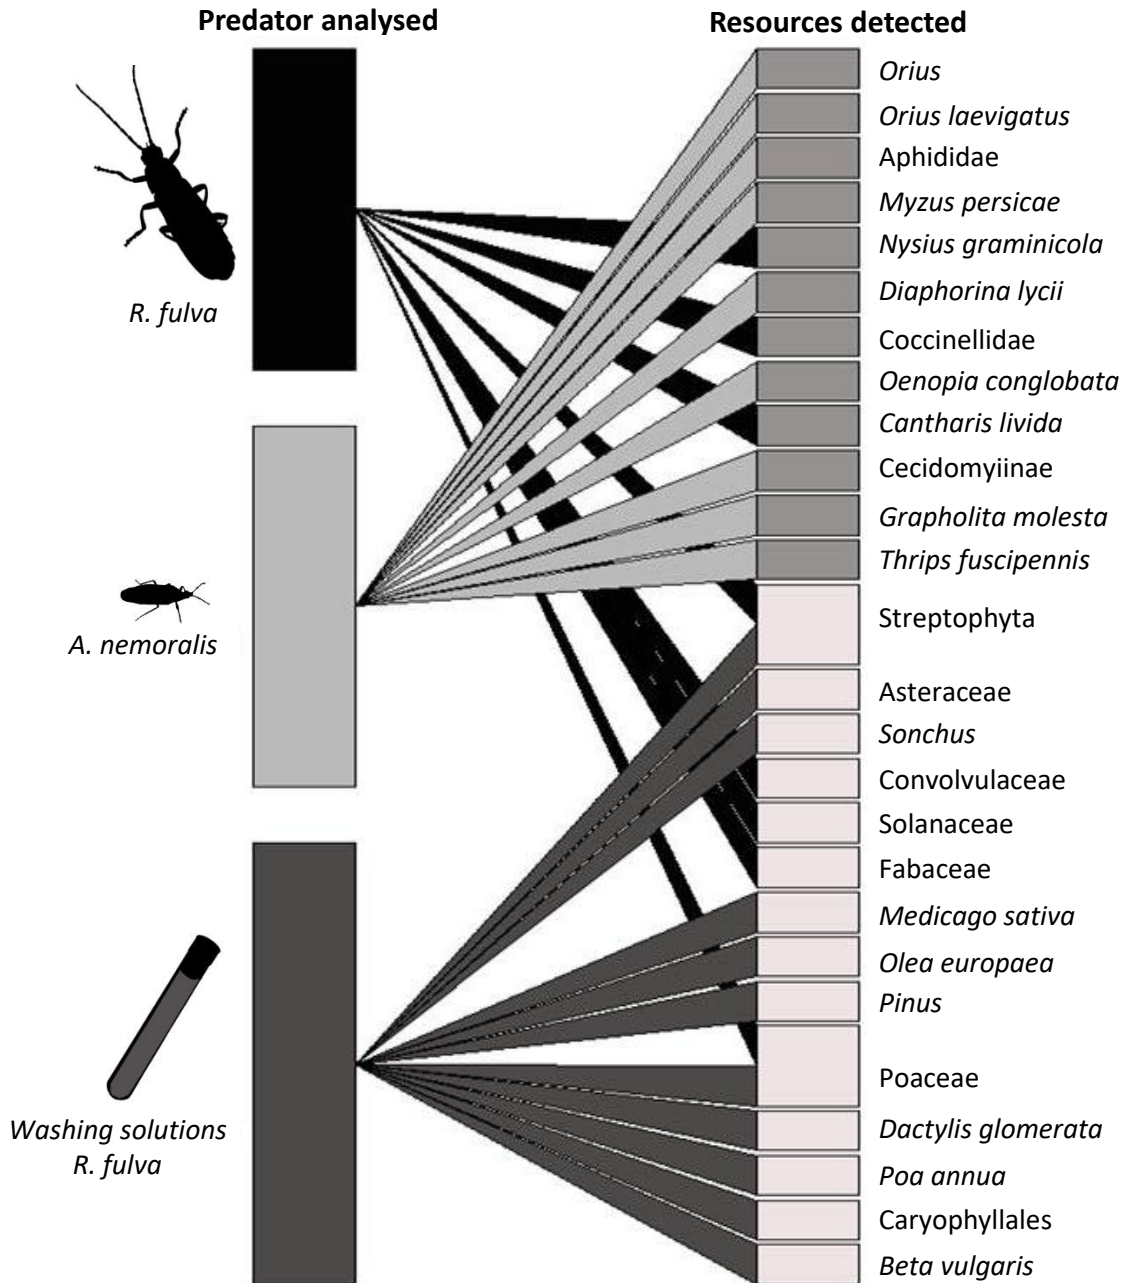 Predator analysed
Resources detected
R. fulva
A. nemoralis
Washing solutions
R. fulva
Orius
Orius laevigatus
Aphididae
Myzus persicae
Nysius graminicola
Diaphorina lycii
Coccinellidae
Oenopia conglobata
Cantharis livida
Cecidomyiinae
Grapholita molesta
Thrips fuscipennis
Streptophyta
Asteraceae
Sonchus
Convolvulaceae
Solanaceae
Fabaceae
Medicago sativa
Olea europaea
Pinus
Poaceae
Dactylis glomerata
Poa annua
Caryophyllales
Beta vulgaris